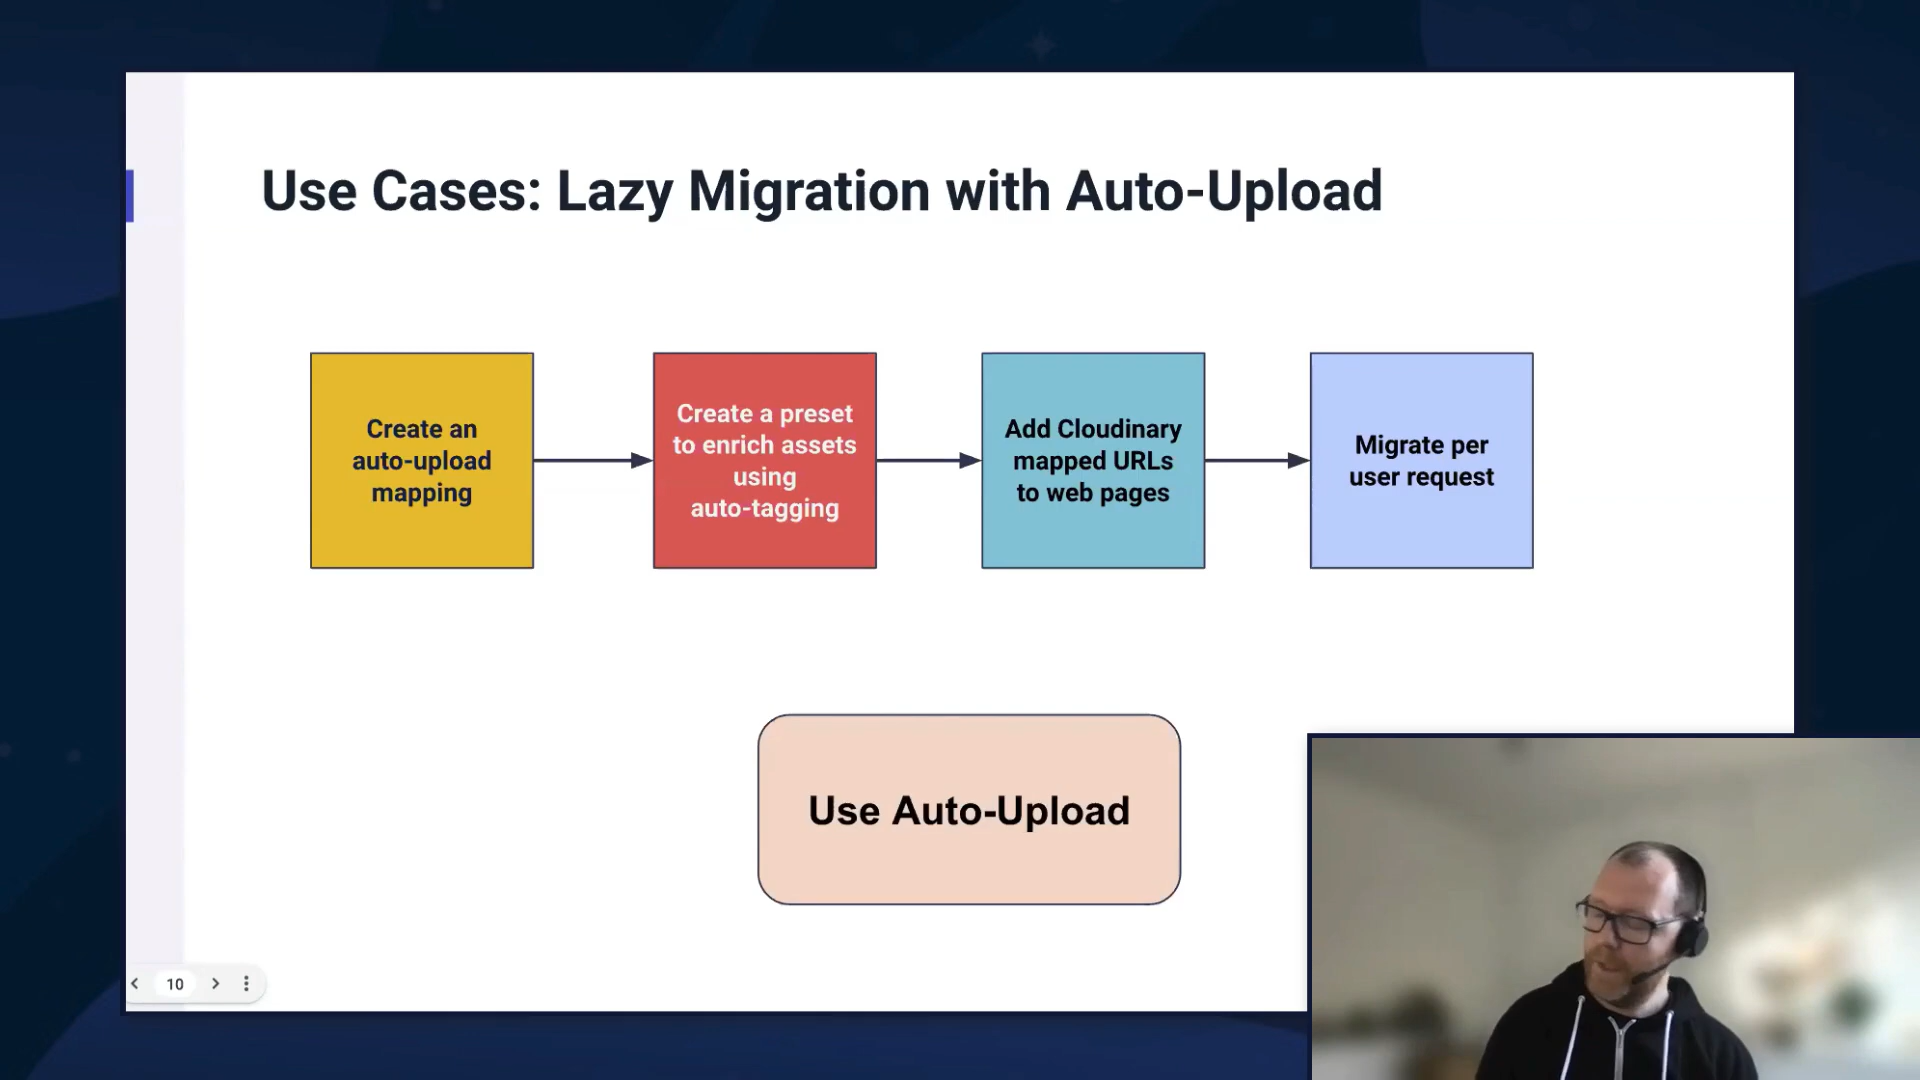 Use Cases: Lazy Migration with Auto-Upload
Create an
auto-upload
mapping
Create a preset
to enrich assets
using
auto-tagging
Add Cloudinary
mapped URLs
to web pages
Migrate per
user request
Use Auto-Upload
10